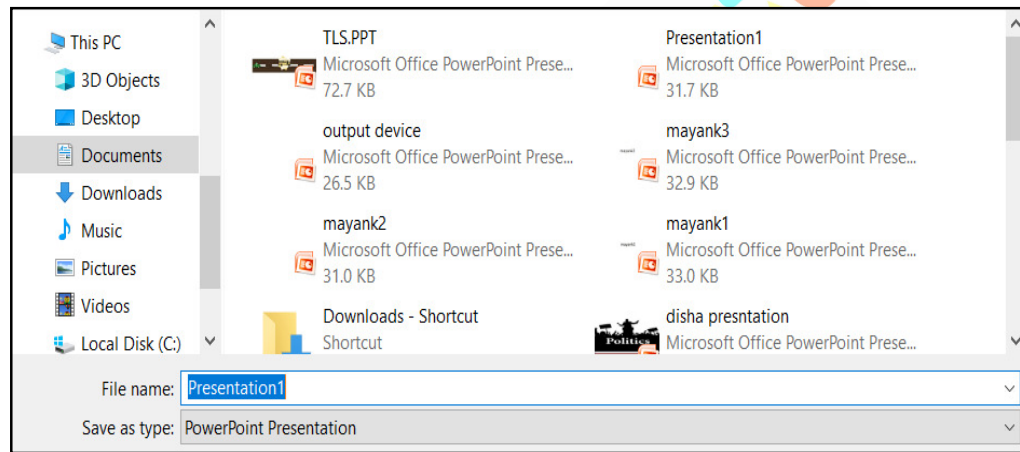 This PC
3D Objects
Desktop
Documents
Downloads
Music
Pictures
Videos
Local Disk (C:)
TLS.PPT
Microsoft Office PowerPoint Prese...
72.7 KB
Presentation1
Microsoft Office PowerPoint Prese...
31.7 KB
output device
Microsoft Office PowerPoint Prese...
26.5 KB
mayank3
Microsoft Office PowerPoint Prese...
32.9 KB
mayank2
Microsoft Office PowerPoint Prese...
31.0 KB
mayank1
Microsoft Office PowerPoint Prese...
33.0 KB
Downloads - Shortcut
Shortcut
Politics
disha presntation
Microsoft Office PowerPoint Prese...
File name: Presentation1
Save as type: PowerPoint Presentation